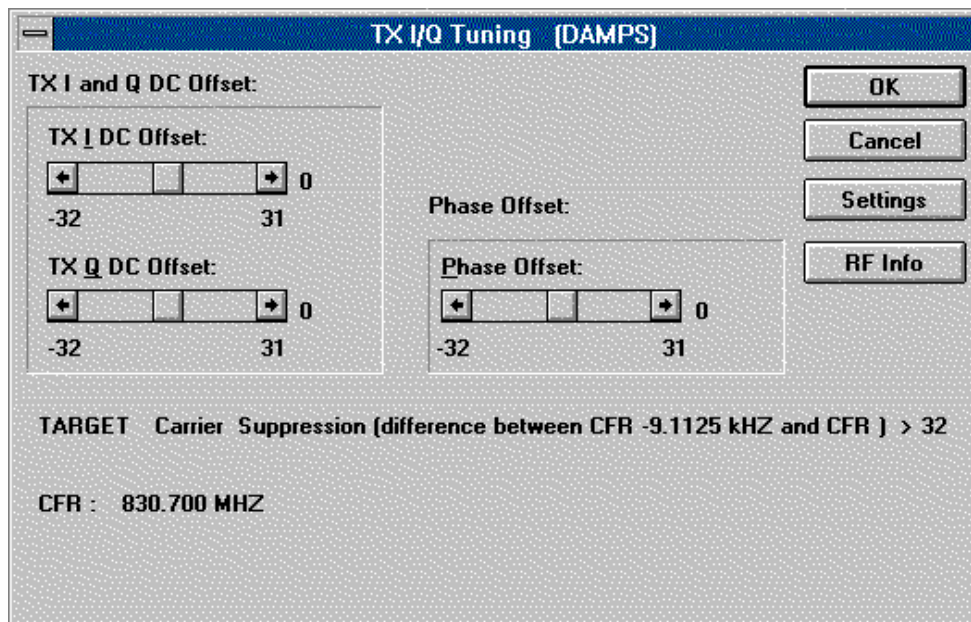 TX I/Q Tuning (DAMPS)
TX I and Q DC Offset:
TX I DC Offset:
0
-32 31
TX Q DC Offset:
0
-32 31
Phase Offset:
Phase Offset:
0
-32 31
OK
Cancel
Settings
RF Info
TARGET Carrier Suppression (difference between CFR -9.1125 kHZ and CFR ) > 32
CFR : 830.700 MHZ